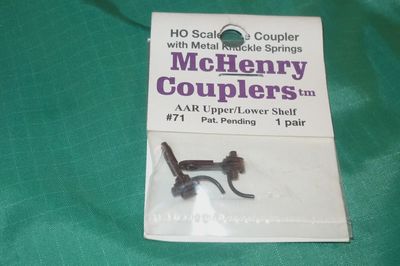 HO Scale Coupler
with Metal Knuckle Springs
McHenry
Couplers tm
AAR Upper/Lower Shelf
#71 Pat. Pending 1 pair